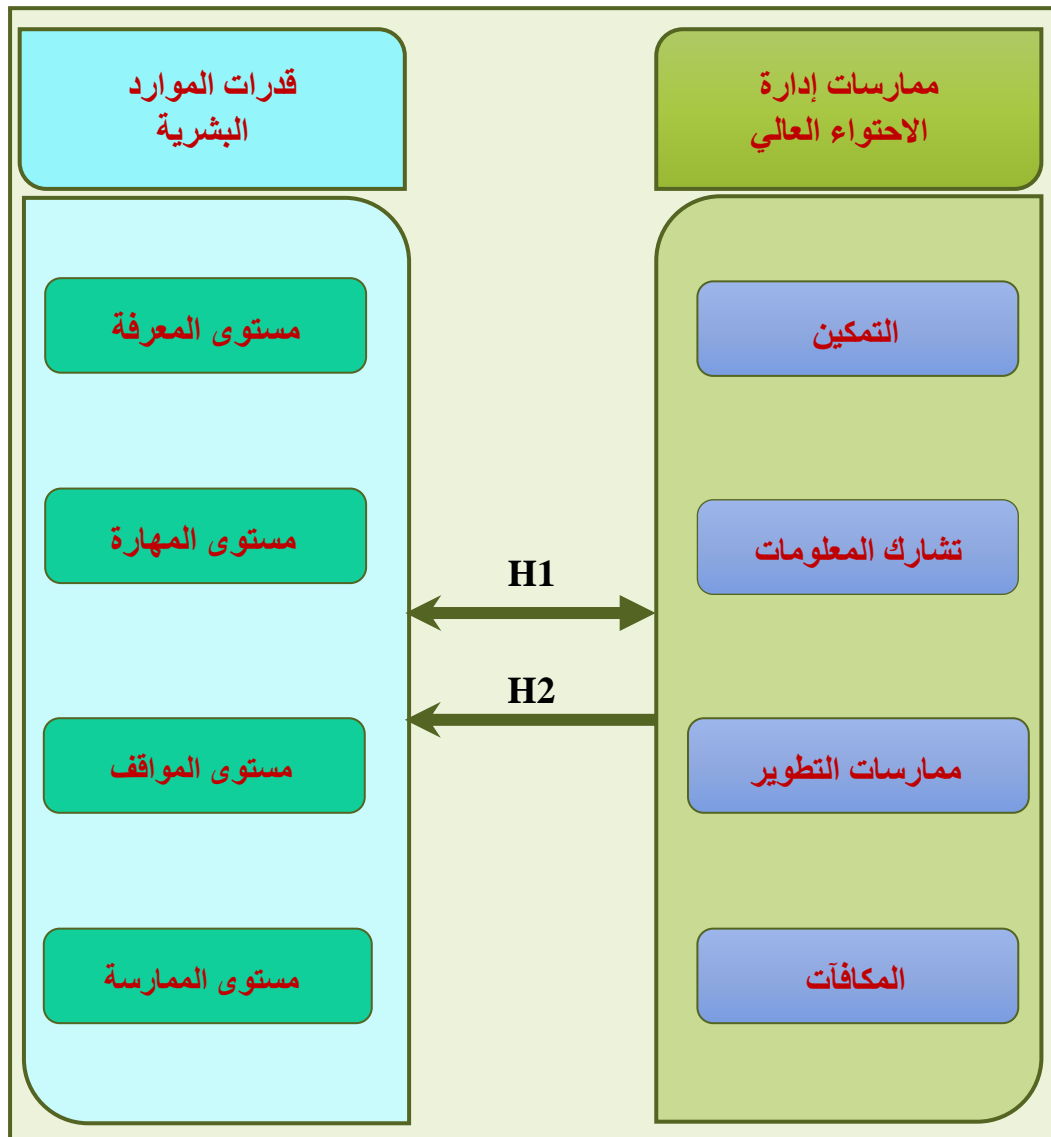 ممارسات إدارة
الاحتواء العالي
التمكين
تشارك المعلومات
ممارسات التطوير
المكافآت
H1
H2
قدرات الموارد
البشرية
مستوى المعرفة
مستوى المهارة
مستوى المواقف
مستوى الممارسة